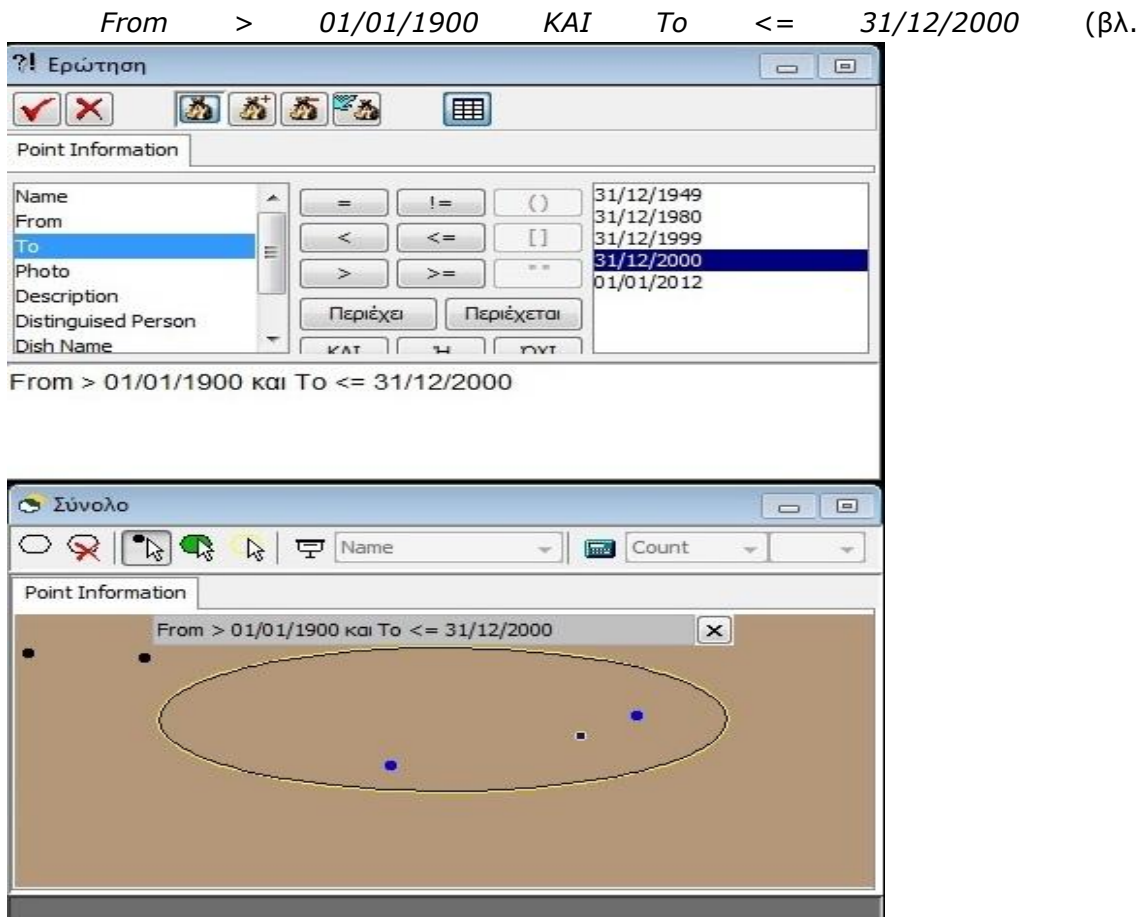 From > 01/01/1900 ΚΑΙ To <= 31/12/2000 (βλ.
?! Ερώτηση
Point Information
Name
From
To
Photo
Description
Distinguised Person
Dish Name
= != ()
< <= []
> >= " "
Περιέχει Περιέχεται
ΚΑΙ Ή ΌΧΙ
31/12/1949
31/12/1980
31/12/1999
31/12/2000
01/01/2012
From > 01/01/1900 και To <= 31/12/2000
Σύνολο
Name Count
Point Information
From > 01/01/1900 και To <= 31/12/2000